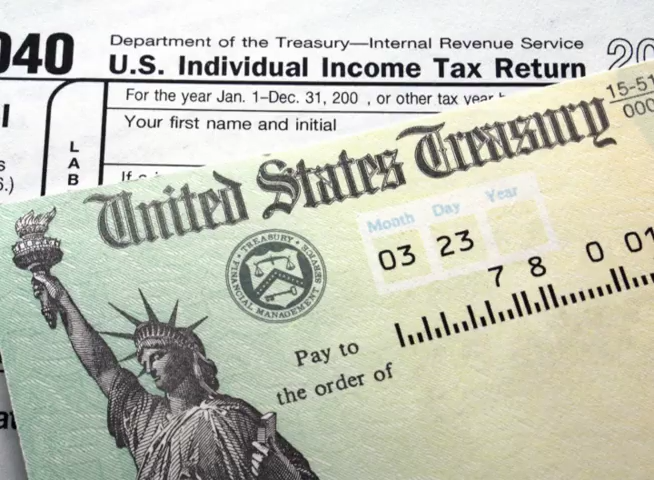 040
Department of the Treasury—Internal Revenue Service
U.S. Individual Income Tax Return
20
For the year Jan. 1–Dec. 31, 200 , or other tax year
Your first name and initial
L
A
B
If
United States Treasury
15-51
000
Month Day Year
03 23
TREASURY
FINANCIAL MANAGEMENT SERVICE
7 8 0 01
Pay to
the order of